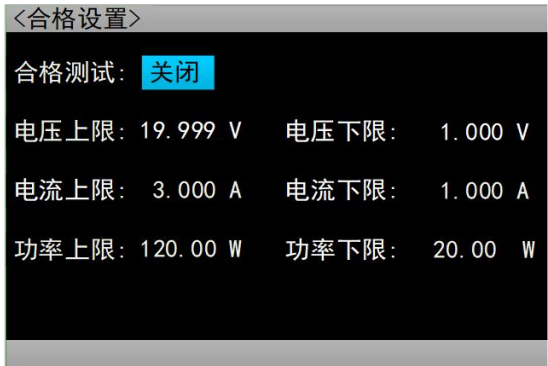 <合格设置>
合格测试: 关闭
电压上限: 19.999 V 电压下限: 1.000 V
电流上限: 3.000 A 电流下限: 1.000 A
功率上限: 120.00 W 功率下限: 20.00 W